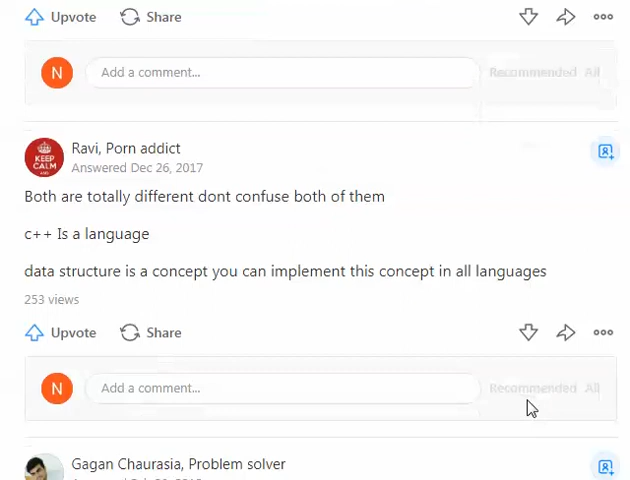 Upvote Share
N Add a comment... Recommended All
KEEP CALM
Ravi, Porn addict
Answered Dec 26, 2017
Both are totally different dont confuse both of them
c++ Is a language
data structure is a concept you can implement this concept in all languages
253 views
Upvote Share
N Add a comment... Recommended All
Gagan Chaurasia, Problem solver